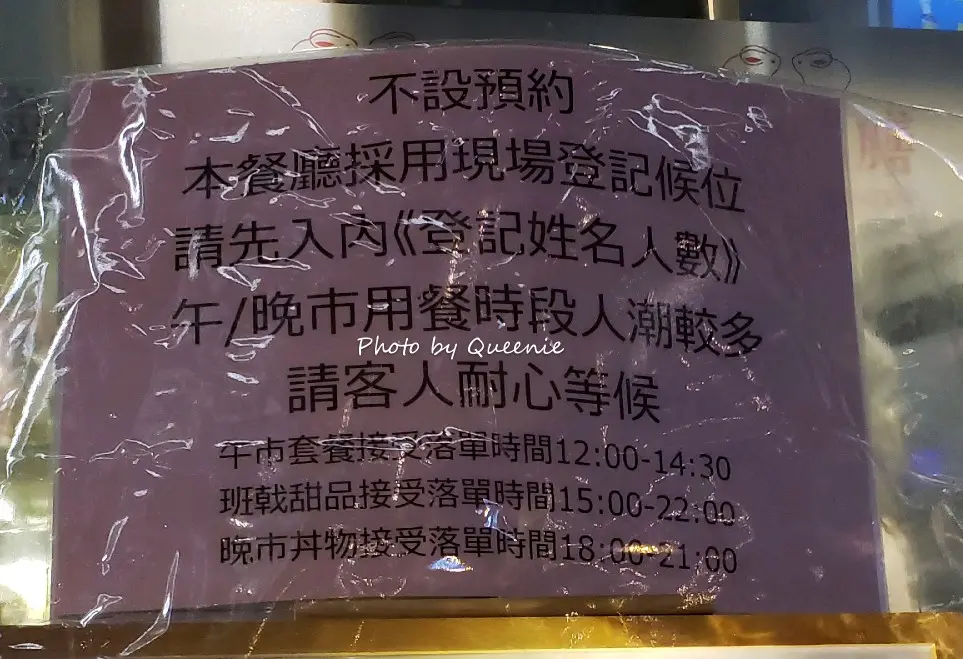 不設預約
本餐廳採用現場登記候位
請先入內《登記姓名人數》
午/晚市用餐時段人潮較多
Photo by Queenie
請客人耐心等候
午市套餐接受落單時間12:00-14:30
班戟甜品接受落單時間15:00-22:00
晚市丼物接受落單時間18:00-21:00